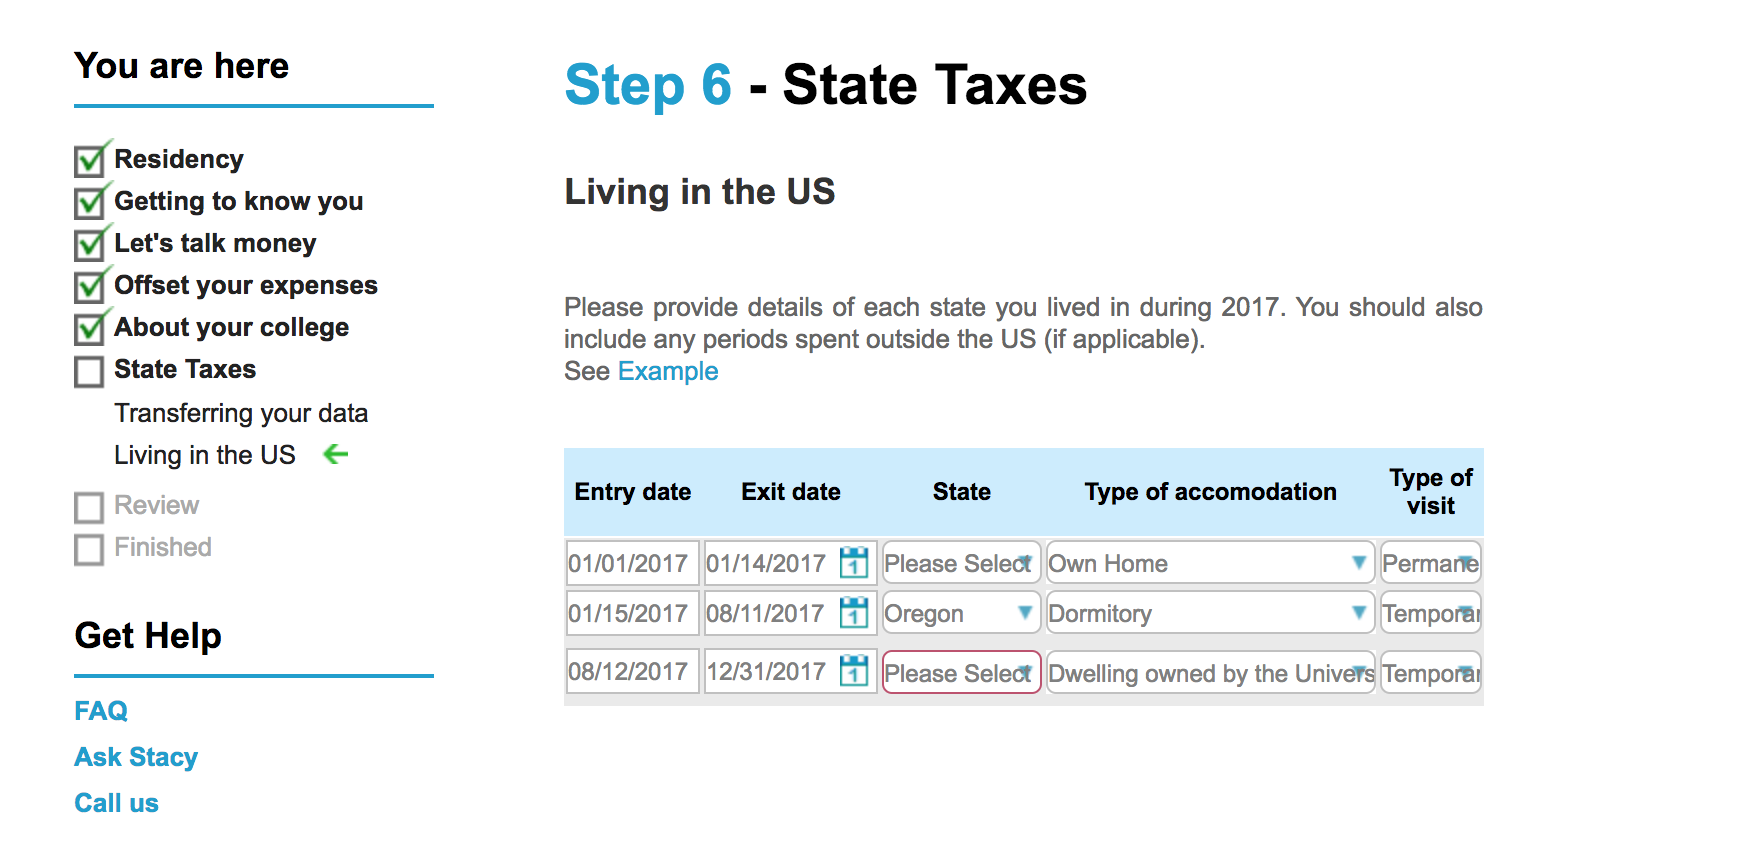 You are here
Residency
Getting to know you
Let's talk money
Offset your expenses
About your college
State Taxes
Transferring your data
Living in the US
Review
Finished
Get Help
FAQ
Ask Stacy
Call us
Step 6 - State Taxes
Living in the US
Please provide details of each state you lived in during 2017. You should also
include any periods spent outside the US (if applicable).
See Example
Entry date Exit date State Type of accomodation Type of visit
01/01/2017 01/14/2017 1 Please Select Own Home Permane
01/15/2017 08/11/2017 1 Oregon Dormitory Temporar
08/12/2017 12/31/2017 1 Please Select Dwelling owned by the Univers Temporar